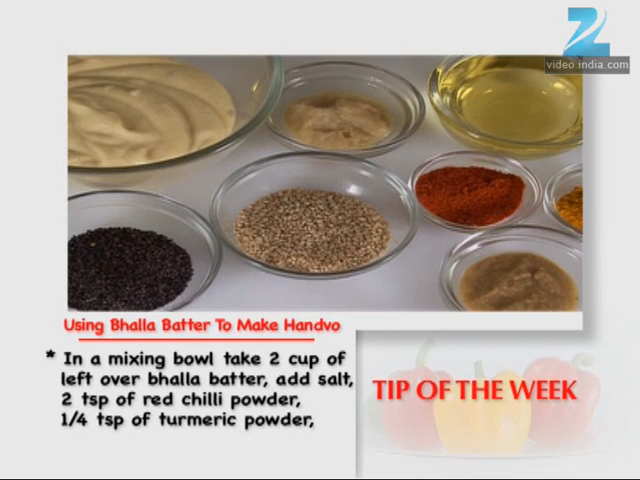 video.india.com
Using Bhalla Batter To Make Handvo
* In a mixing bowl take 2 cup of
left over bhalla batter, add salt,
2 tsp of red chilli powder,
1/4 tsp of turmeric powder,
TIP OF THE WEEK